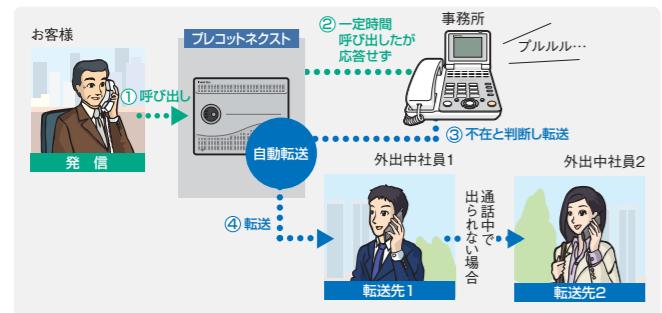 お客様
プレコットネクスト
②一定時間
呼び出したが
応答せず
事務所
プルルル…
①呼び出し
発 信
③不在と判断し転送
自動転送
外出中社員1
外出中社員2
④転送
通話中で
出られない場合
転送先1
転送先2